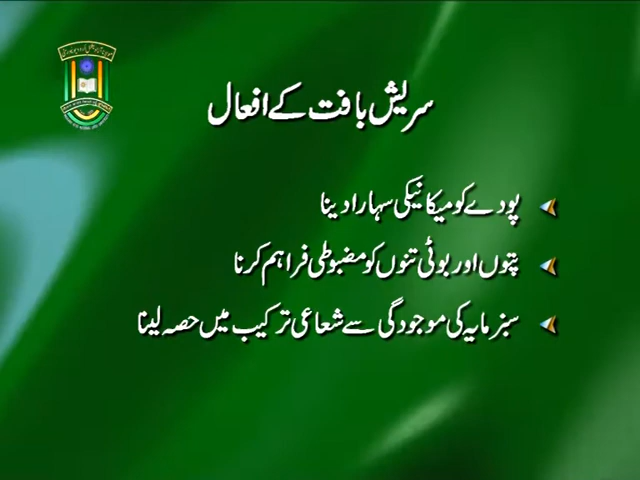 سریش بافت کے افعال
پودے کو میکانیکی سہارا دینا
پتوں اور بوٹی تنوں کو مضبوطی فراہم کرنا
سبز مایہ کی موجودگی سے شعاعی ترکیب میں حصہ لینا